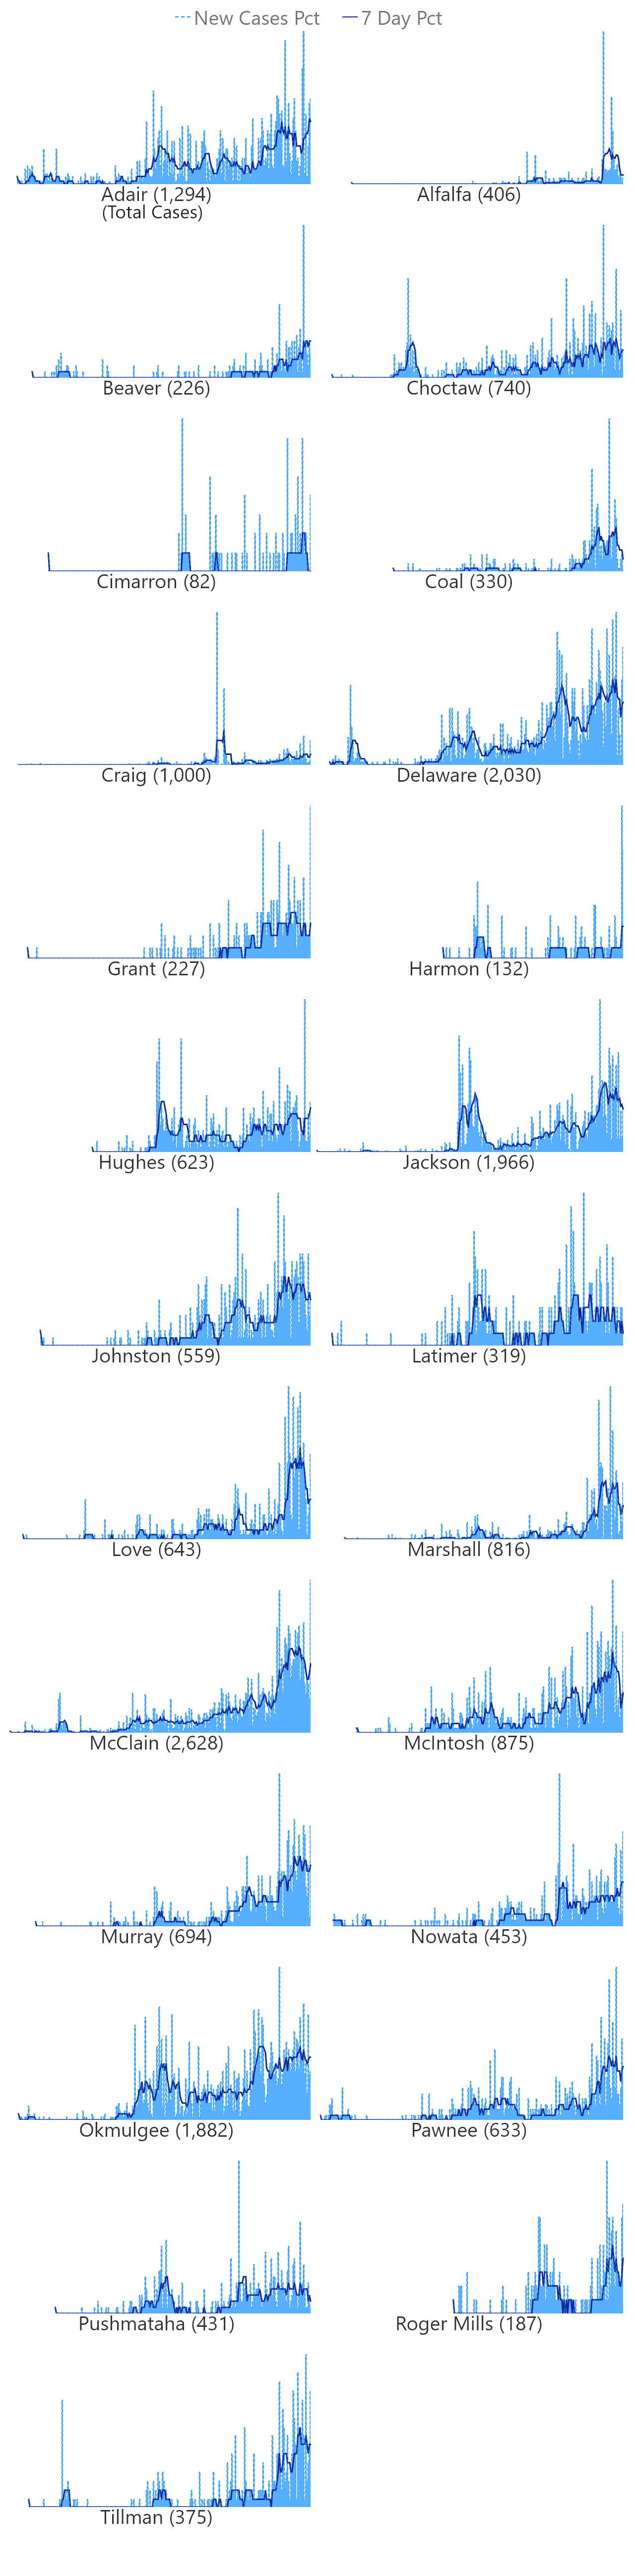 New Cases Pct 7 Day Pct
Adair (1,294) Alfalfa (406)
(Total Cases)
Beaver (226) Choctaw (740)
Cimarron (82) Coal (330)
Craig (1,000) Delaware (2,030)
Grant (227) Harmon (132)
Hughes (623) Jackson (1,966)
Johnston (559) Latimer (319)
Love (643) Marshall (816)
McClain (2,628) McIntosh (875)
Murray (694) Nowata (453)
Okmulgee (1,882) Pawnee (633)
Pushmataha (431) Roger Mills (187)
Tillman (375)